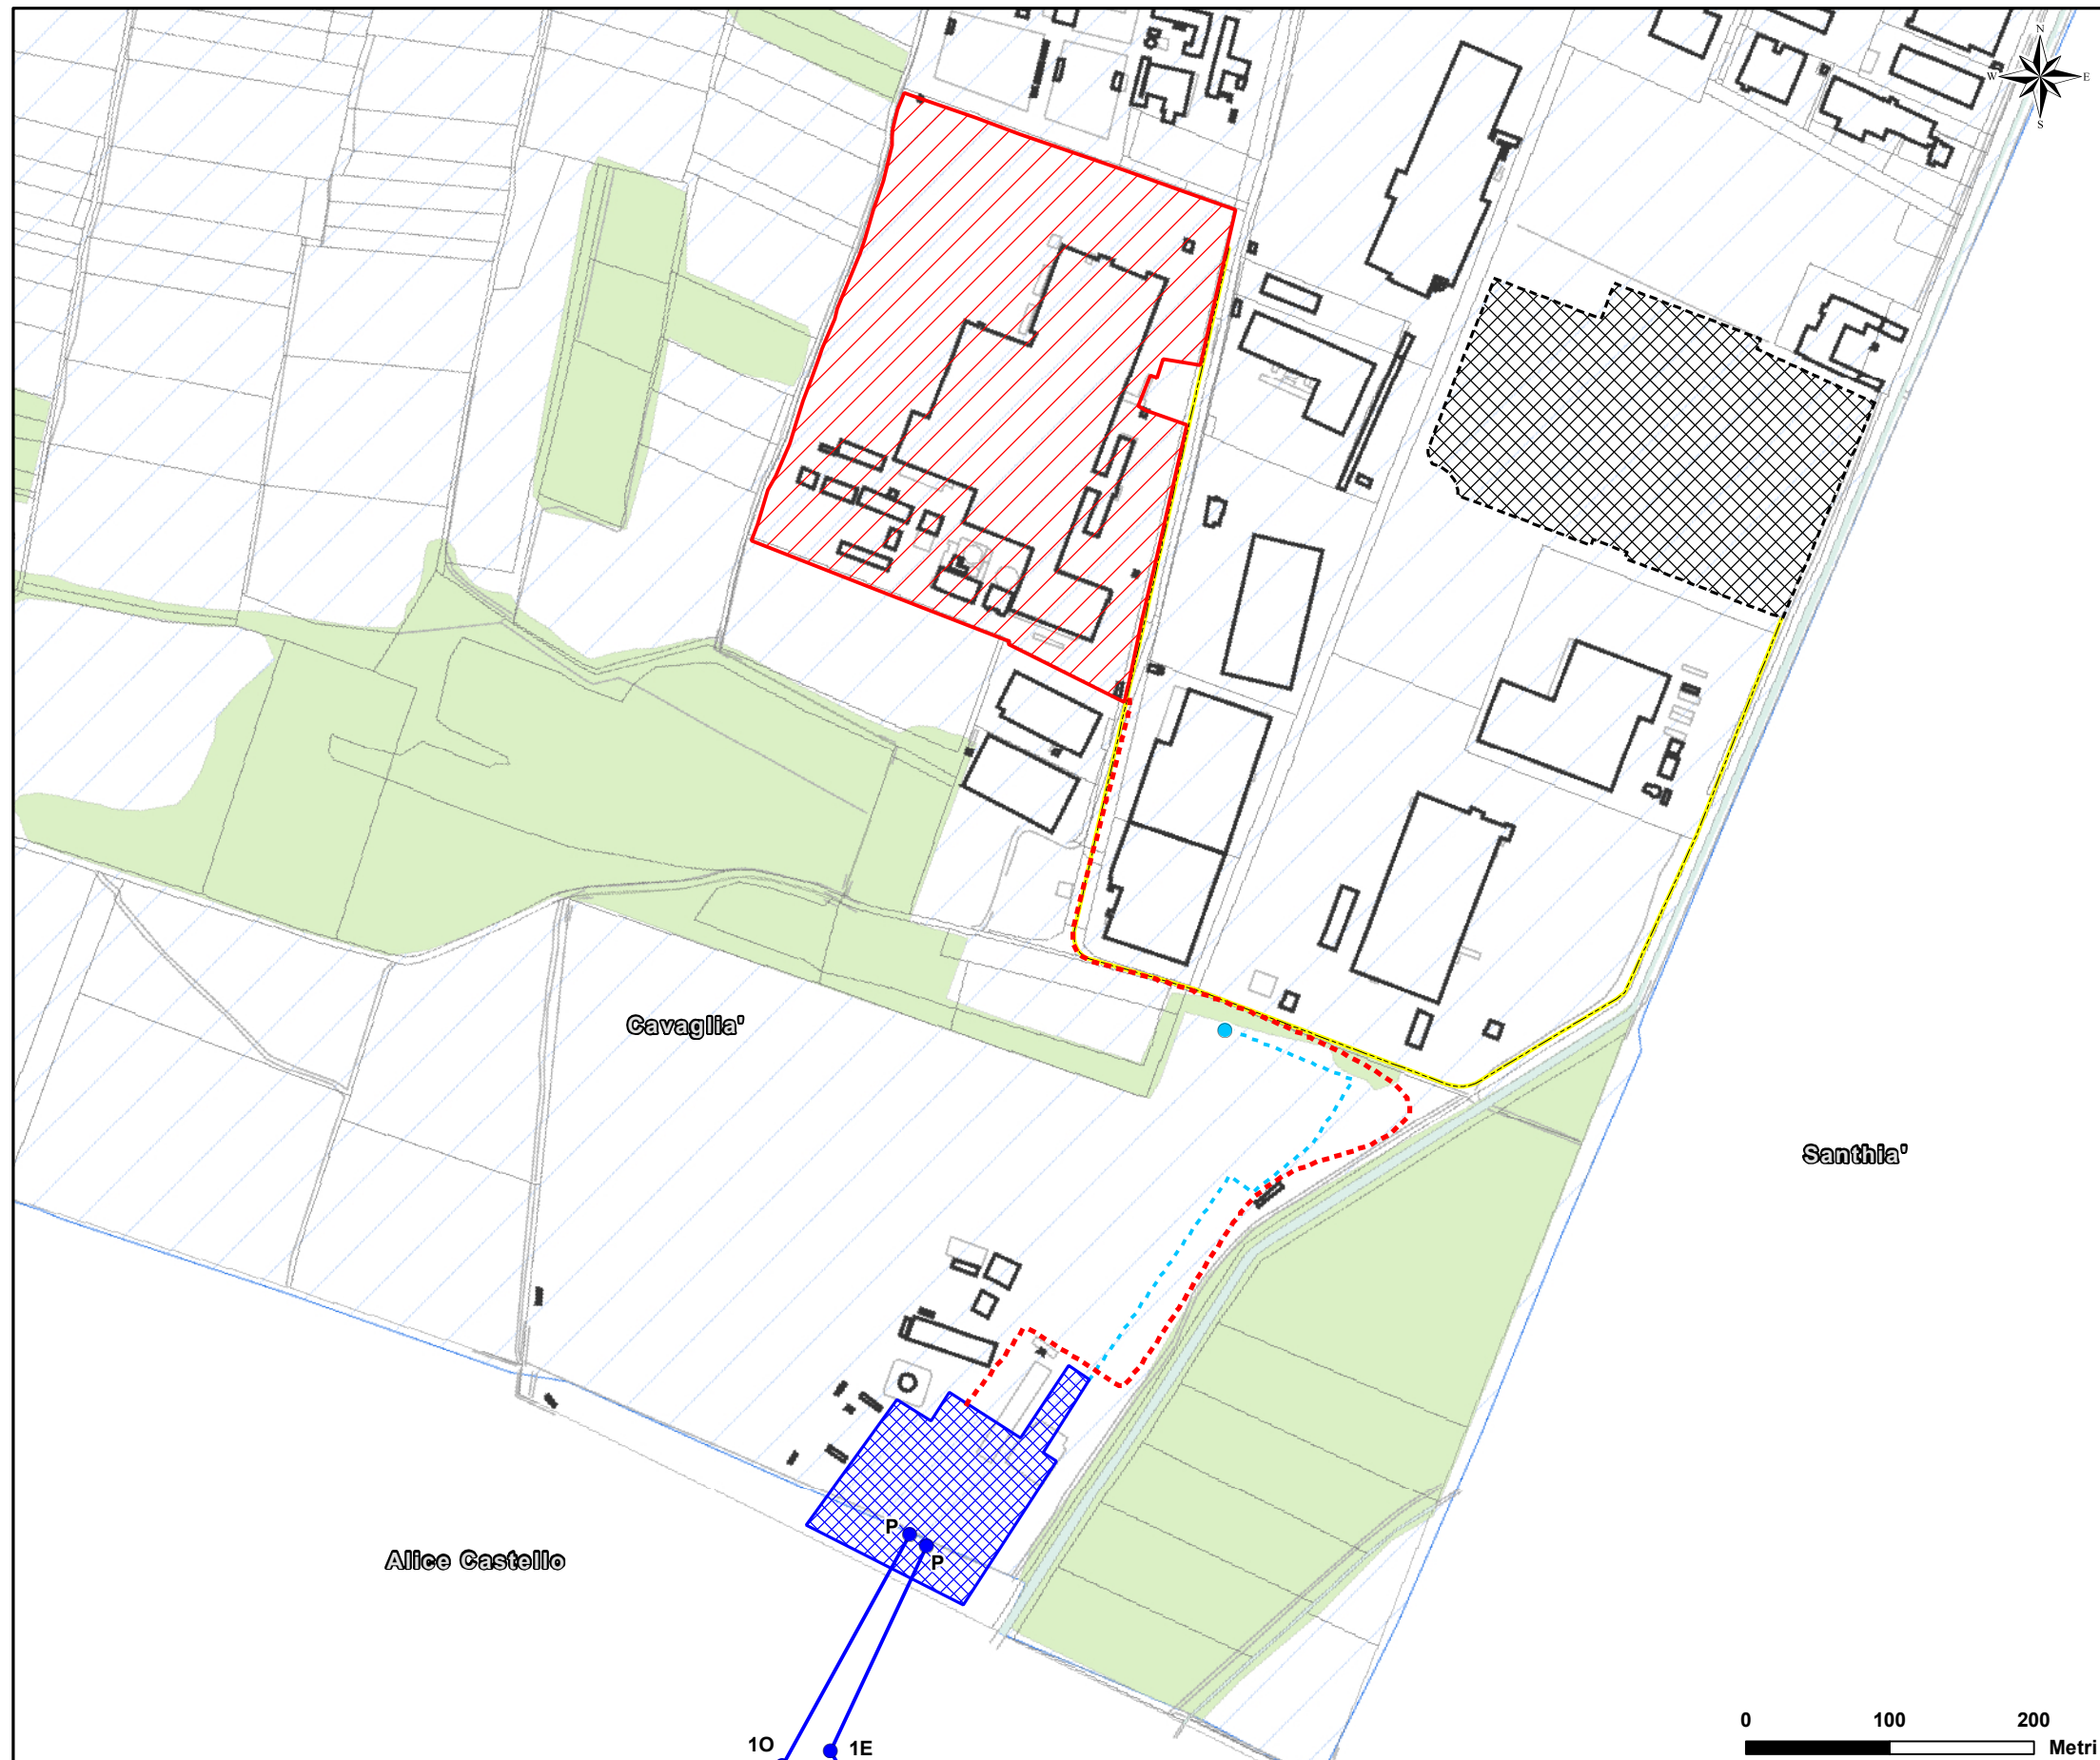 N
W E
S
Cavaglia'
Santhia'
P
P
Alice Castello
1O
1E
0 100 200
Metri